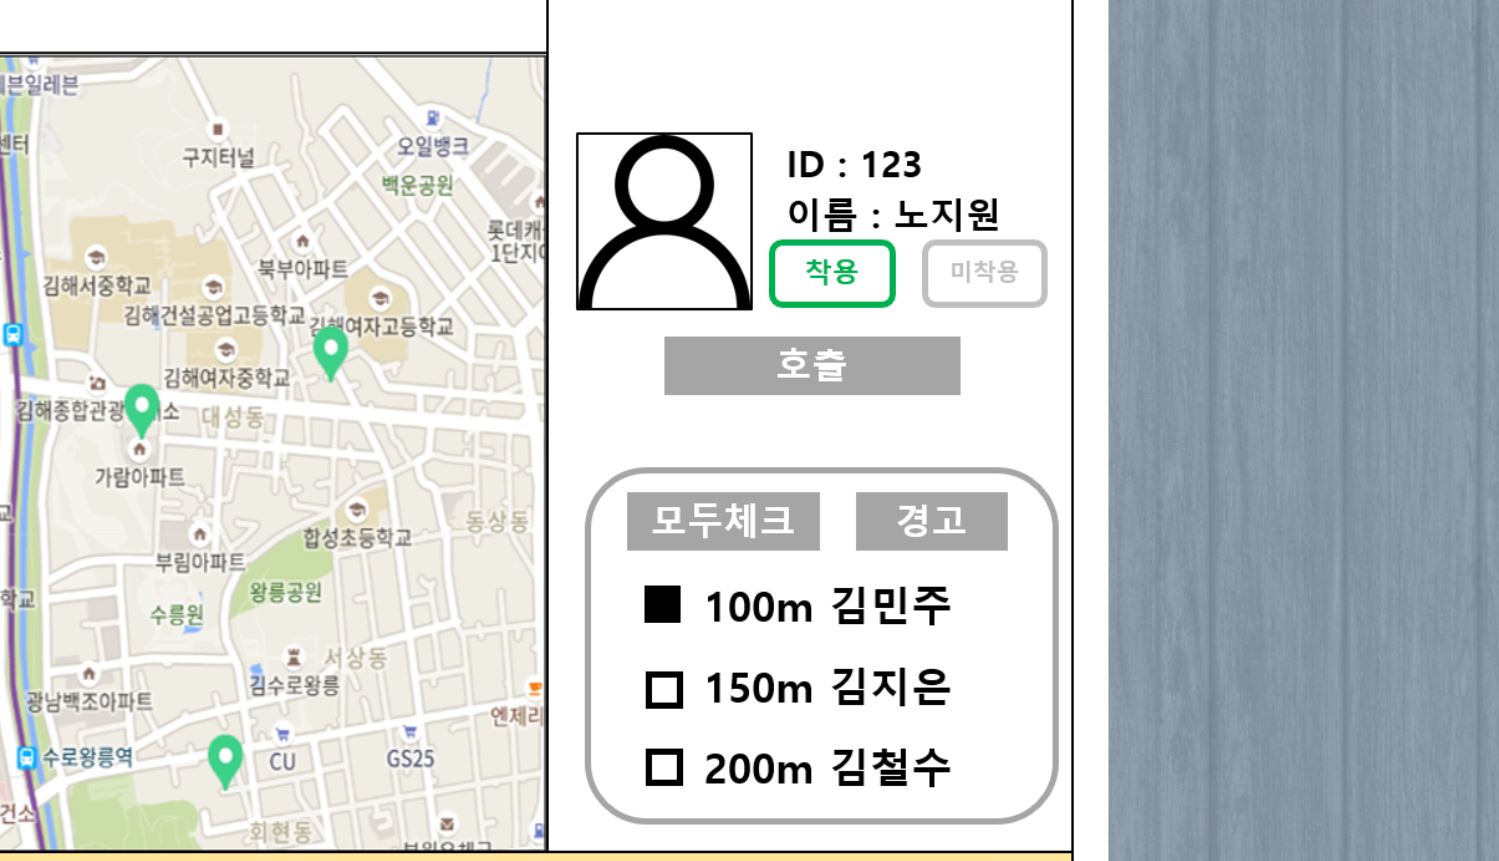 븐일레븐
센터
구지터널
오일뱅크
백운공원
롯데캐
1단지
북부아파트
김해서중학교
김해건설공업고등학교
김해여자고등학교
김해여자중학교
김해종합관광
소
대성동
가람아파트
합성초등학교
동상동
교
부림아파트
왕릉공원
학교
수릉원
서상동
김수로왕릉
광남백조아파트
엔제리
수로왕릉역
CU
GS25
건소
회현동
ID : 123
이름 : 노지원
착용
미착용
호출
모두체크
경고
100m 김민주
150m 김지은
200m 김철수